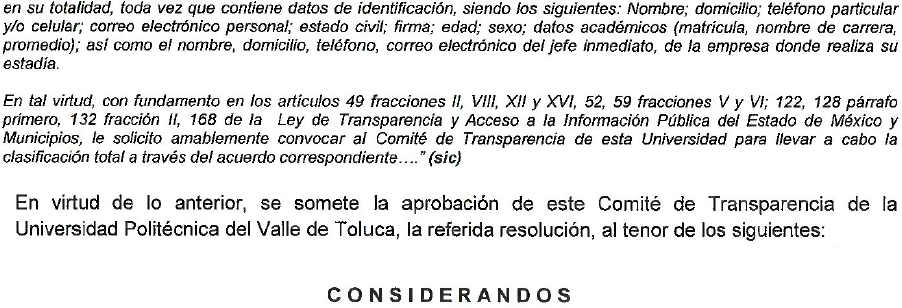 en su totalidad, toda vez que contiene datos de identificación, siendo los siguientes: Nombre; domicilio; teléfono particular
y/o celular; correo electrónico personal; estado civil; firma; edad; sexo; datos académicos (matrícula, nombre de carrera,
promedio); así como el nombre, domicilio, teléfono, correo electrónico del jefe inmediato, de la empresa donde realiza su
estadía.
En tal virtud, con fundamento en los artículos 49 fracciones II, VIII, XII y XVI, 52, 59 fracciones V y VI; 122, 128 párrafo
primero, 132 fracción II, 168 de la Ley de Transparencia y Acceso a la Información Pública del Estado de México y
Municipios, le solicito amablemente convocar al Comité de Transparencia de esta Universidad para llevar a cabo la
clasificación total a través del acuerdo correspondiente...." (sic)
En virtud de lo anterior, se somete la aprobación de este Comité de Transparencia de la
Universidad Politécnica del Valle de Toluca, la referida resolución, al tenor de los siguientes:
C O N S I D E R A N D O S